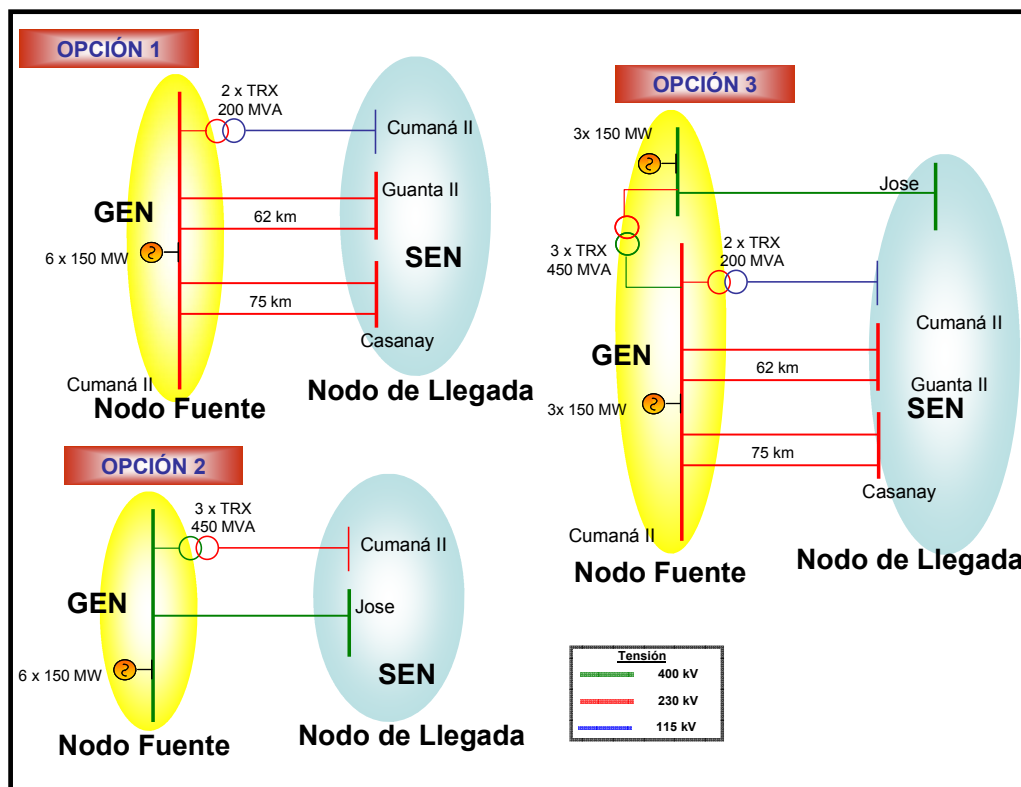 OPCIÓN 1
2 x TRX
200 MVA
Cumaná II
Guanta II
GEN
62 km
6 x 150 MW
SEN
75 km
Casanay
Cumaná II
Nodo Fuente
Nodo de Llegada
OPCIÓN 2
3 x TRX
450 MVA
Cumaná II
GEN
Jose
6 x 150 MW
SEN
Nodo Fuente
Nodo de Llegada
OPCIÓN 3
3x 150 MW
Jose
3 x TRX
450 MVA
2 x TRX
200 MVA
Cumaná II
GEN
62 km
Guanta II
SEN
3x 150 MW
75 km
Casanay
Cumaná II
Nodo Fuente
Nodo de Llegada
Tensión
400 kV
230 kV
115 kV